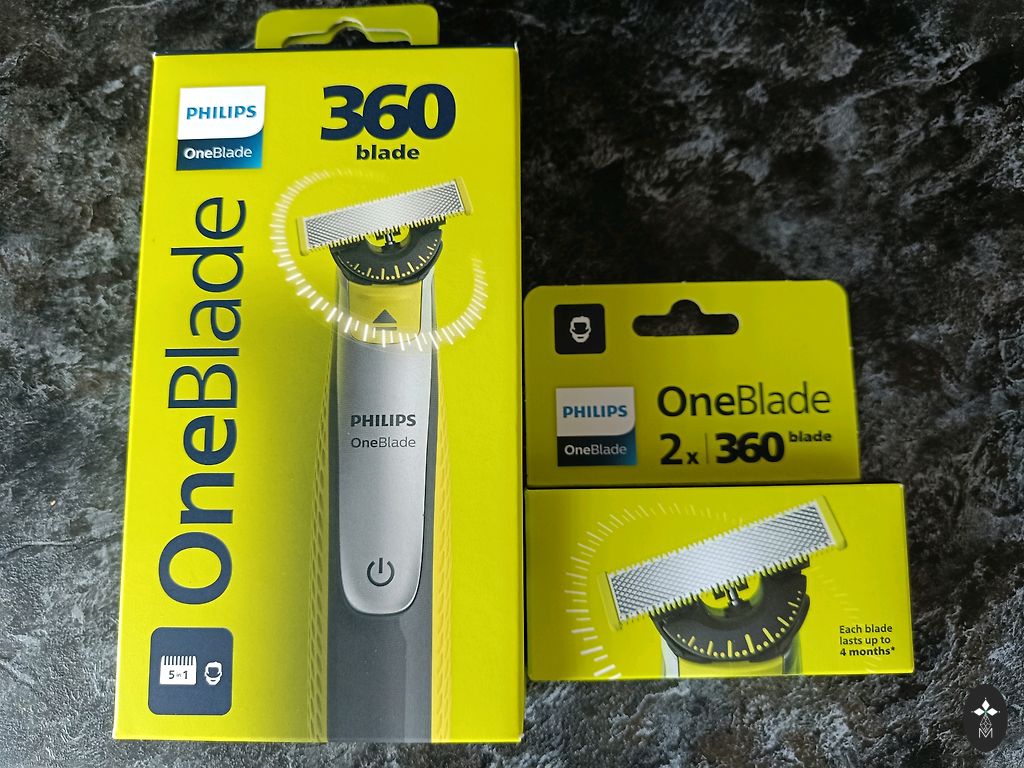 360
blade
PHILIPS
OneBlade
OneBlade
PHILIPS
OneBlade
5in1
OneBlade
2x 360 blade
PHILIPS
OneBlade
Each blade
lasts up to
4 months*
M